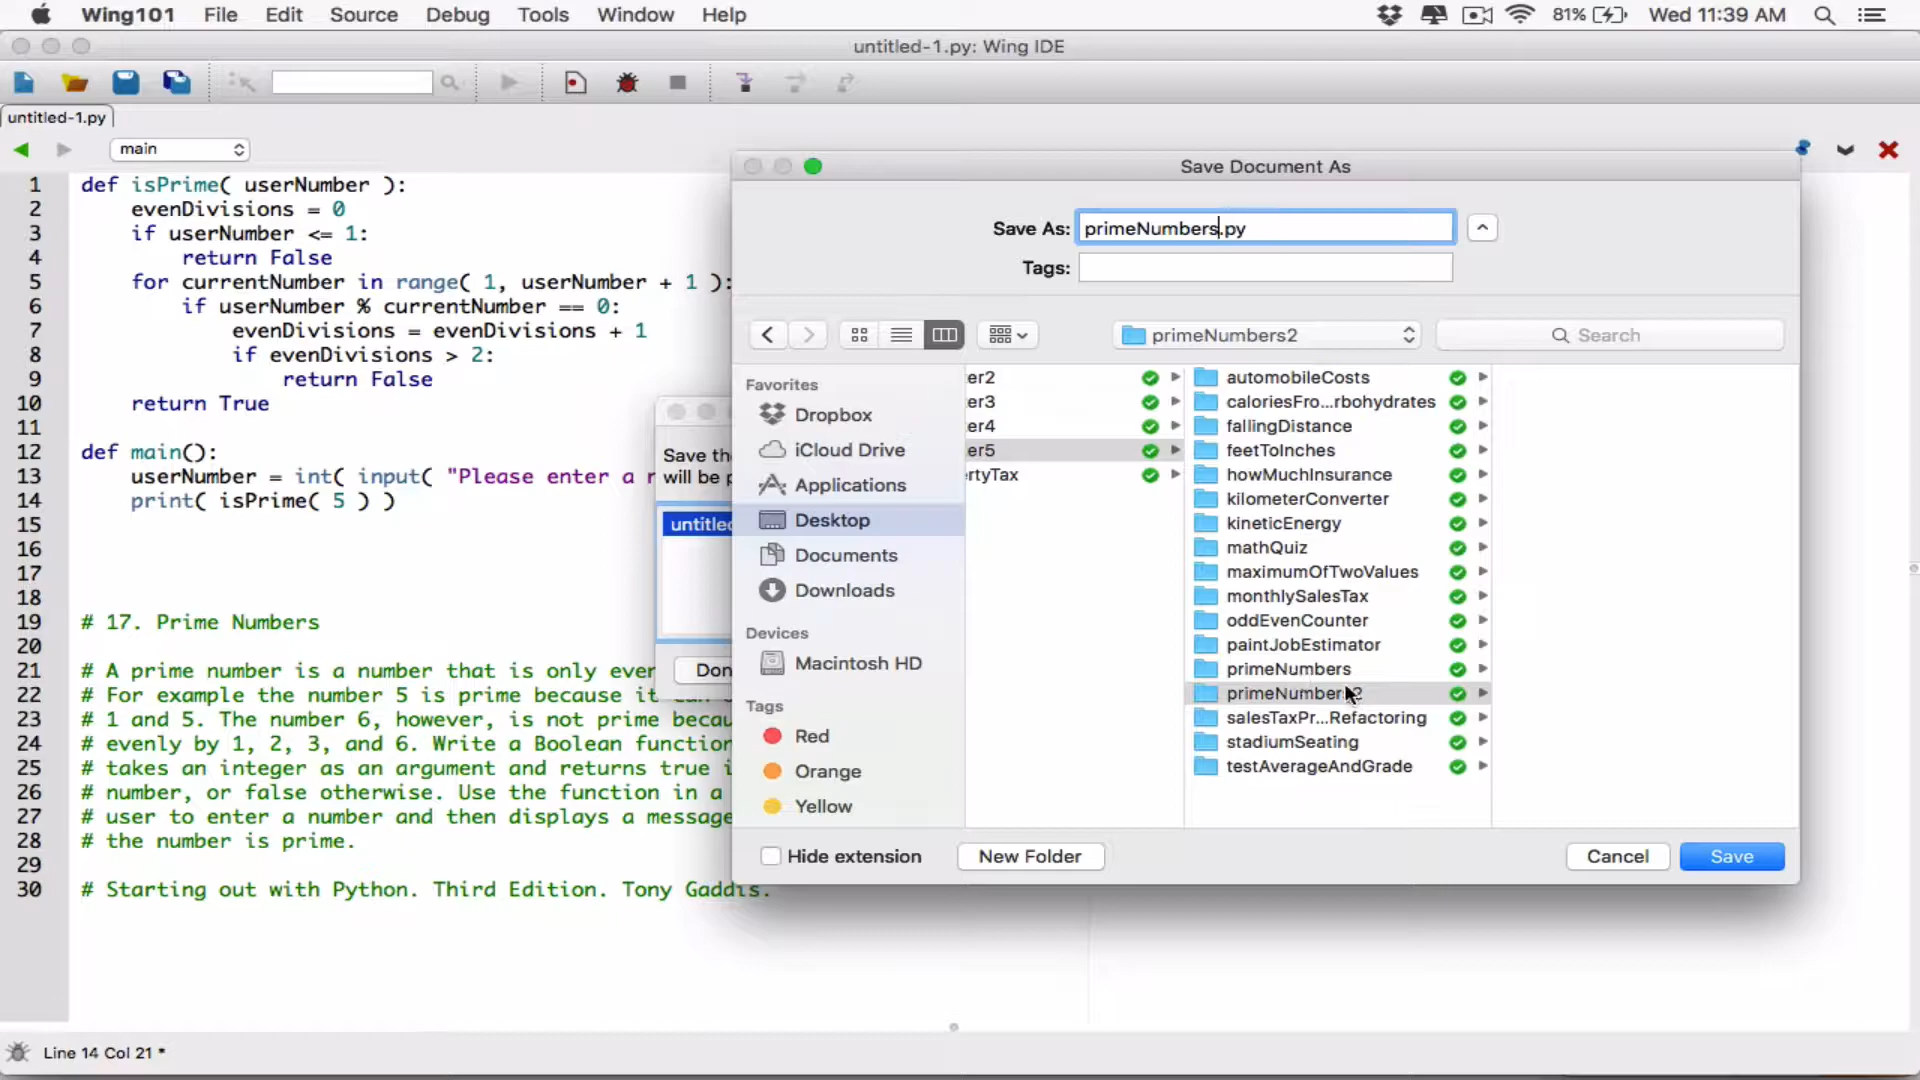 Wing101 File Edit Source Debug Tools Window Help 81% Wed 11:39 AM
untitled-1.py: Wing IDE
untitled-1.py
main
1 def isPrime( userNumber ):
2 evenDivisions = 0
3 if userNumber <= 1:
4 return False
5 for currentNumber in range( 1, userNumber + 1 ):
6 if userNumber % currentNumber == 0:
7 evenDivisions = evenDivisions + 1
8 if evenDivisions > 2:
9 return False
10 return True
11
12 def main():
13 userNumber = int( input( "Please enter a
14 print( isPrime( 5 ) )
15
16
17
18
19 # 17. Prime Numbers
20
21 # A prime number is a number that is only
22 # For example the number 5 is prime because it
23 # 1 and 5. The number 6, however, is not prime
24 # evenly by 1, 2, 3, and 6. Write a Boolean function
25 # takes an integer as an argument and returns true
26 # number, or false otherwise. Use the function in a
27 # user to enter a number and then displays a message
28 # the number is prime.
29
30 # Starting out with Python. Third Edition. Tony Gaddis.
Save
will be
Save Document As
Save As: primeNumbers.py
Tags:
primeNumbers2
Search
Favorites
Dropbox
iCloud Drive
Applications
Desktop
Documents
Downloads
Devices
Macintosh HD
Tags
Red
Orange
Yellow
er2
er3
er4
er5
rtyTax
automobileCosts
caloriesFro...rbohydrates
fallingDistance
feetToInches
howMuchInsurance
kilometerConverter
kineticEnergy
mathQuiz
maximumOfTwoValues
monthlySalesTax
oddEvenCounter
paintJobEstimator
primeNumbers
primeNumbers2
salesTaxPr...Refactoring
stadiumSeating
testAverageAndGrade
Hide extension New Folder Cancel Save
Line 14 Col 21 *